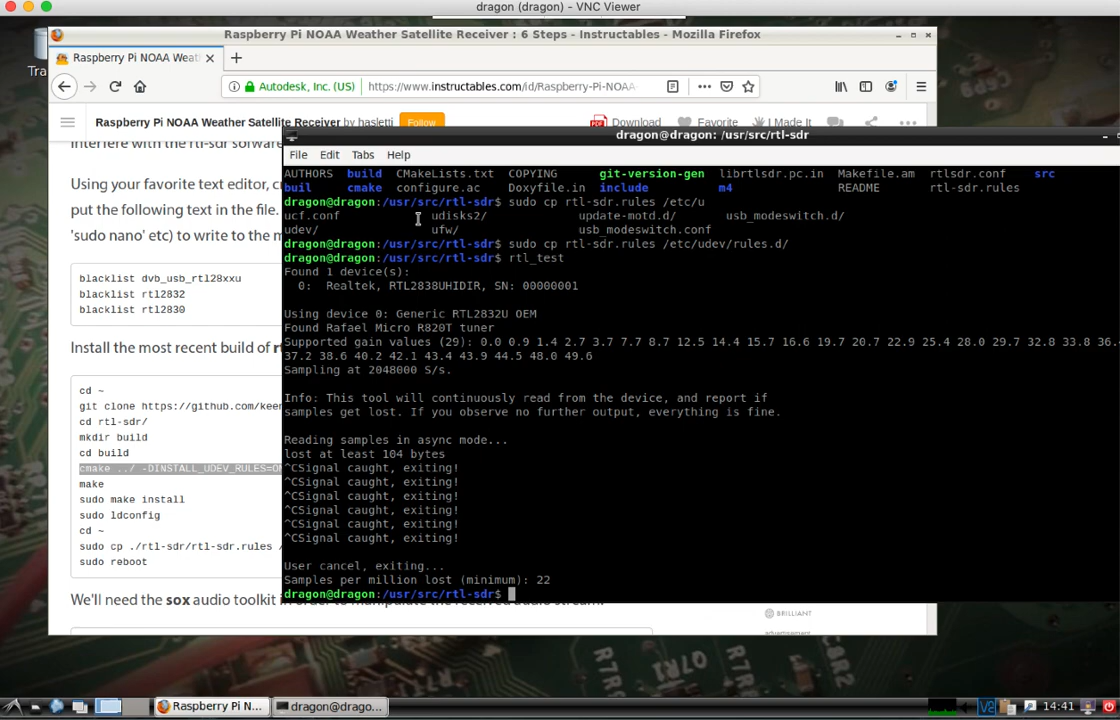 dragon (dragon) - VNC Viewer
Raspberry Pi NOAA Weather Satellite Receiver : 6 Steps - Instructables - Mozilla Firefox
Raspberry Pi NOAA Weat
Autodesk, Inc. (US)
https://www.instructables.com/id/Raspberry-Pi-NOAA-
Raspberry Pi NOAA Weather Satellite Receiver by hasletti
Follow
Download
Favorite
I Made It
interfere with the rtl-sdr sorware
Using your favorite text editor, c
put the following text in the file.
'sudo nano' etc) to write to the m
blacklist dvb_usb_rtl28xxu
blacklist rtl2832
blacklist rtl2830
Install the most recent build of r
cd ~
git clone https://github.com/keen
cd rtl-sdr/
mkdir build
cd build
cmake ../ -DINSTALL_UDEV_RULES=ON
make
sudo make install
sudo ldconfig
cd ~
sudo cp ./rtl-sdr/rtl-sdr.rules /
sudo reboot
We'll need the sox audio toolkit in order to manipulate the received audio stream.
BRILLIANT
advertisement
dragon@dragon: /usr/src/rtl-sdr
File Edit Tabs Help
AUTHORS build CMakeLists.txt COPYING git-version-gen librtlsdr.pc.in Makefile.am rtlsdr.conf src
buil cmake configure.ac Doxyfile.in include m4 README rtl-sdr.rules
dragon@dragon:/usr/src/rtl-sdr$ sudo cp rtl-sdr.rules /etc/u
ucf.conf udisks2/ update-motd.d/ usb_modeswitch.d/
udev/ ufw/ usb_modeswitch.conf
dragon@dragon:/usr/src/rtl-sdr$ sudo cp rtl-sdr.rules /etc/udev/rules.d/
dragon@dragon:/usr/src/rtl-sdr$ rtl_test
Found 1 device(s):
0: Realtek, RTL2838UHIDIR, SN: 00000001
Using device 0: Generic RTL2832U OEM
Found Rafael Micro R820T tuner
Supported gain values (29): 0.0 0.9 1.4 2.7 3.7 7.7 8.7 12.5 14.4 15.7 16.6 19.7 20.7 22.9 25.4 28.0 29.7 32.8 33.8 36.
37.2 38.6 40.2 42.1 43.4 43.9 44.5 48.0 49.6
Sampling at 2048000 S/s.
Info: This tool will continuously read from the device, and report if
samples get lost. If you observe no further output, everything is fine.
Reading samples in async mode...
lost at least 104 bytes
^CSignal caught, exiting!
^CSignal caught, exiting!
^CSignal caught, exiting!
^CSignal caught, exiting!
^CSignal caught, exiting!
^CSignal caught, exiting!
User cancel, exiting...
Samples per million lost (minimum): 22
dragon@dragon:/usr/src/rtl-sdr$
Raspberry Pi N...
dragon@drago...
14:41